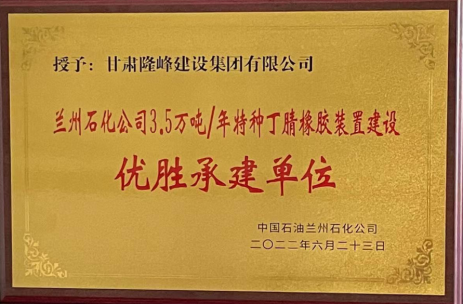 授予：甘肃隆峰建设集团有限公司
兰州石化公司3.5万吨/年特种丁腈橡胶装置建设
优胜承建单位
中国石油兰州石化公司
二〇二二年六月二十三日